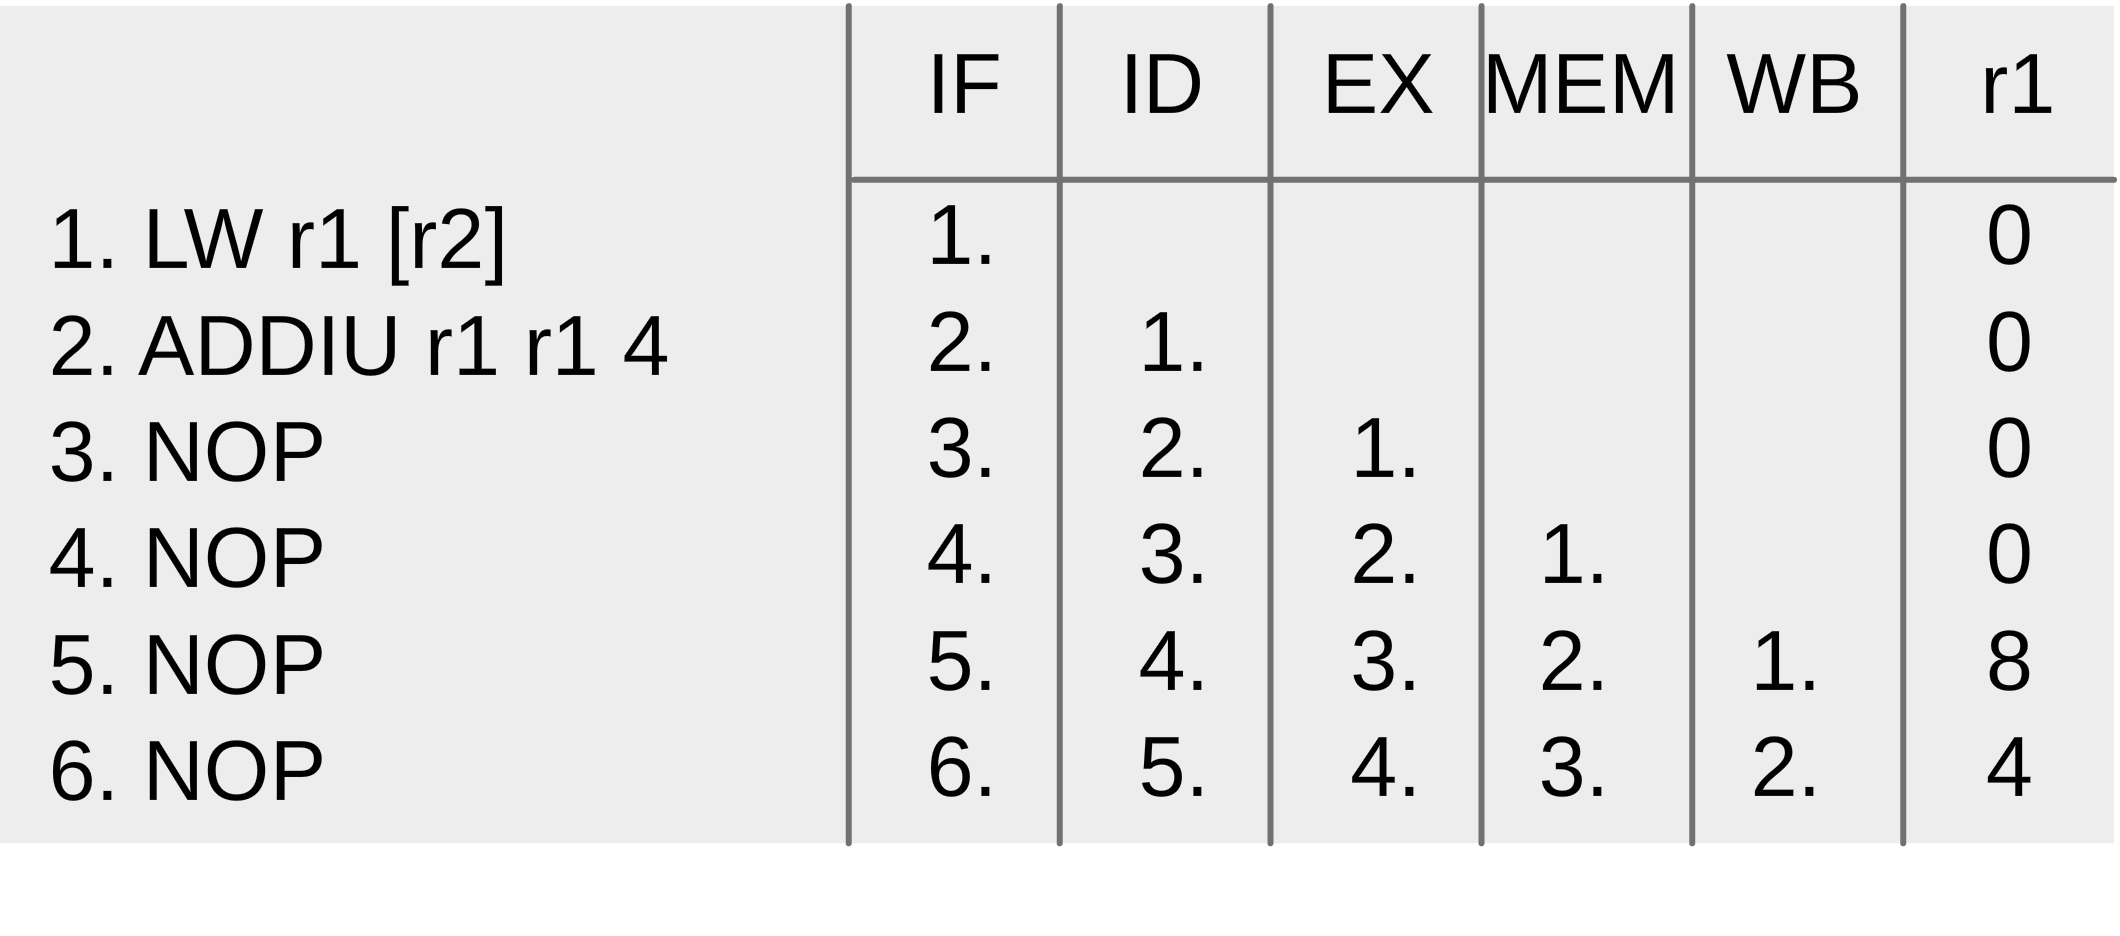 IF ID EX MEM WB r1
1. LW r1 [r2] 1. 0
2. ADDIU r1 r1 4 2. 1. 0
3. NOP 3. 2. 1. 0
4. NOP 4. 3. 2. 1. 0
5. NOP 5. 4. 3. 2. 1. 8
6. NOP 6. 5. 4. 3. 2. 4